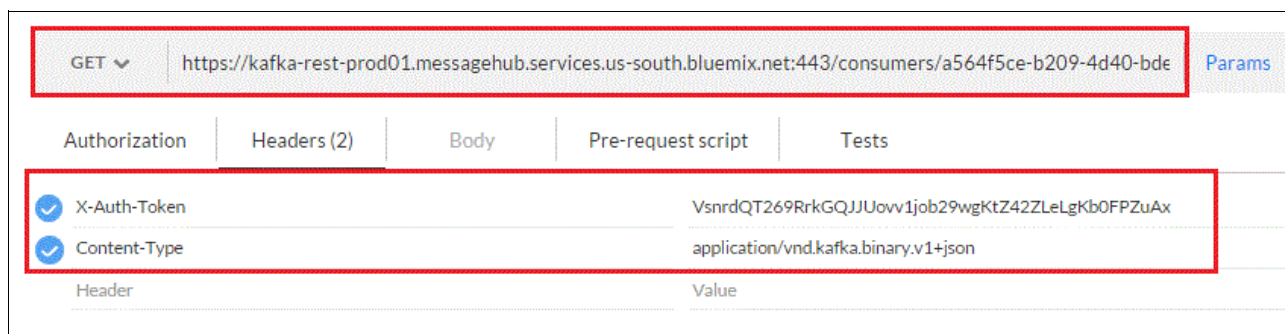 GET https://kafka-rest-prod01.messagehub.services.us-south.bluemix.net:443/consumers/a564f5ce-b209-4d40-bde Params
Authorization Headers (2) Body Pre-request script Tests
X-Auth-Token VsnrdQT269RrkGQJJUovv1job29wgKtZ42ZLeLgKb0FPZuAx
Content-Type application/vnd.kafka.binary.v1+json
Header Value